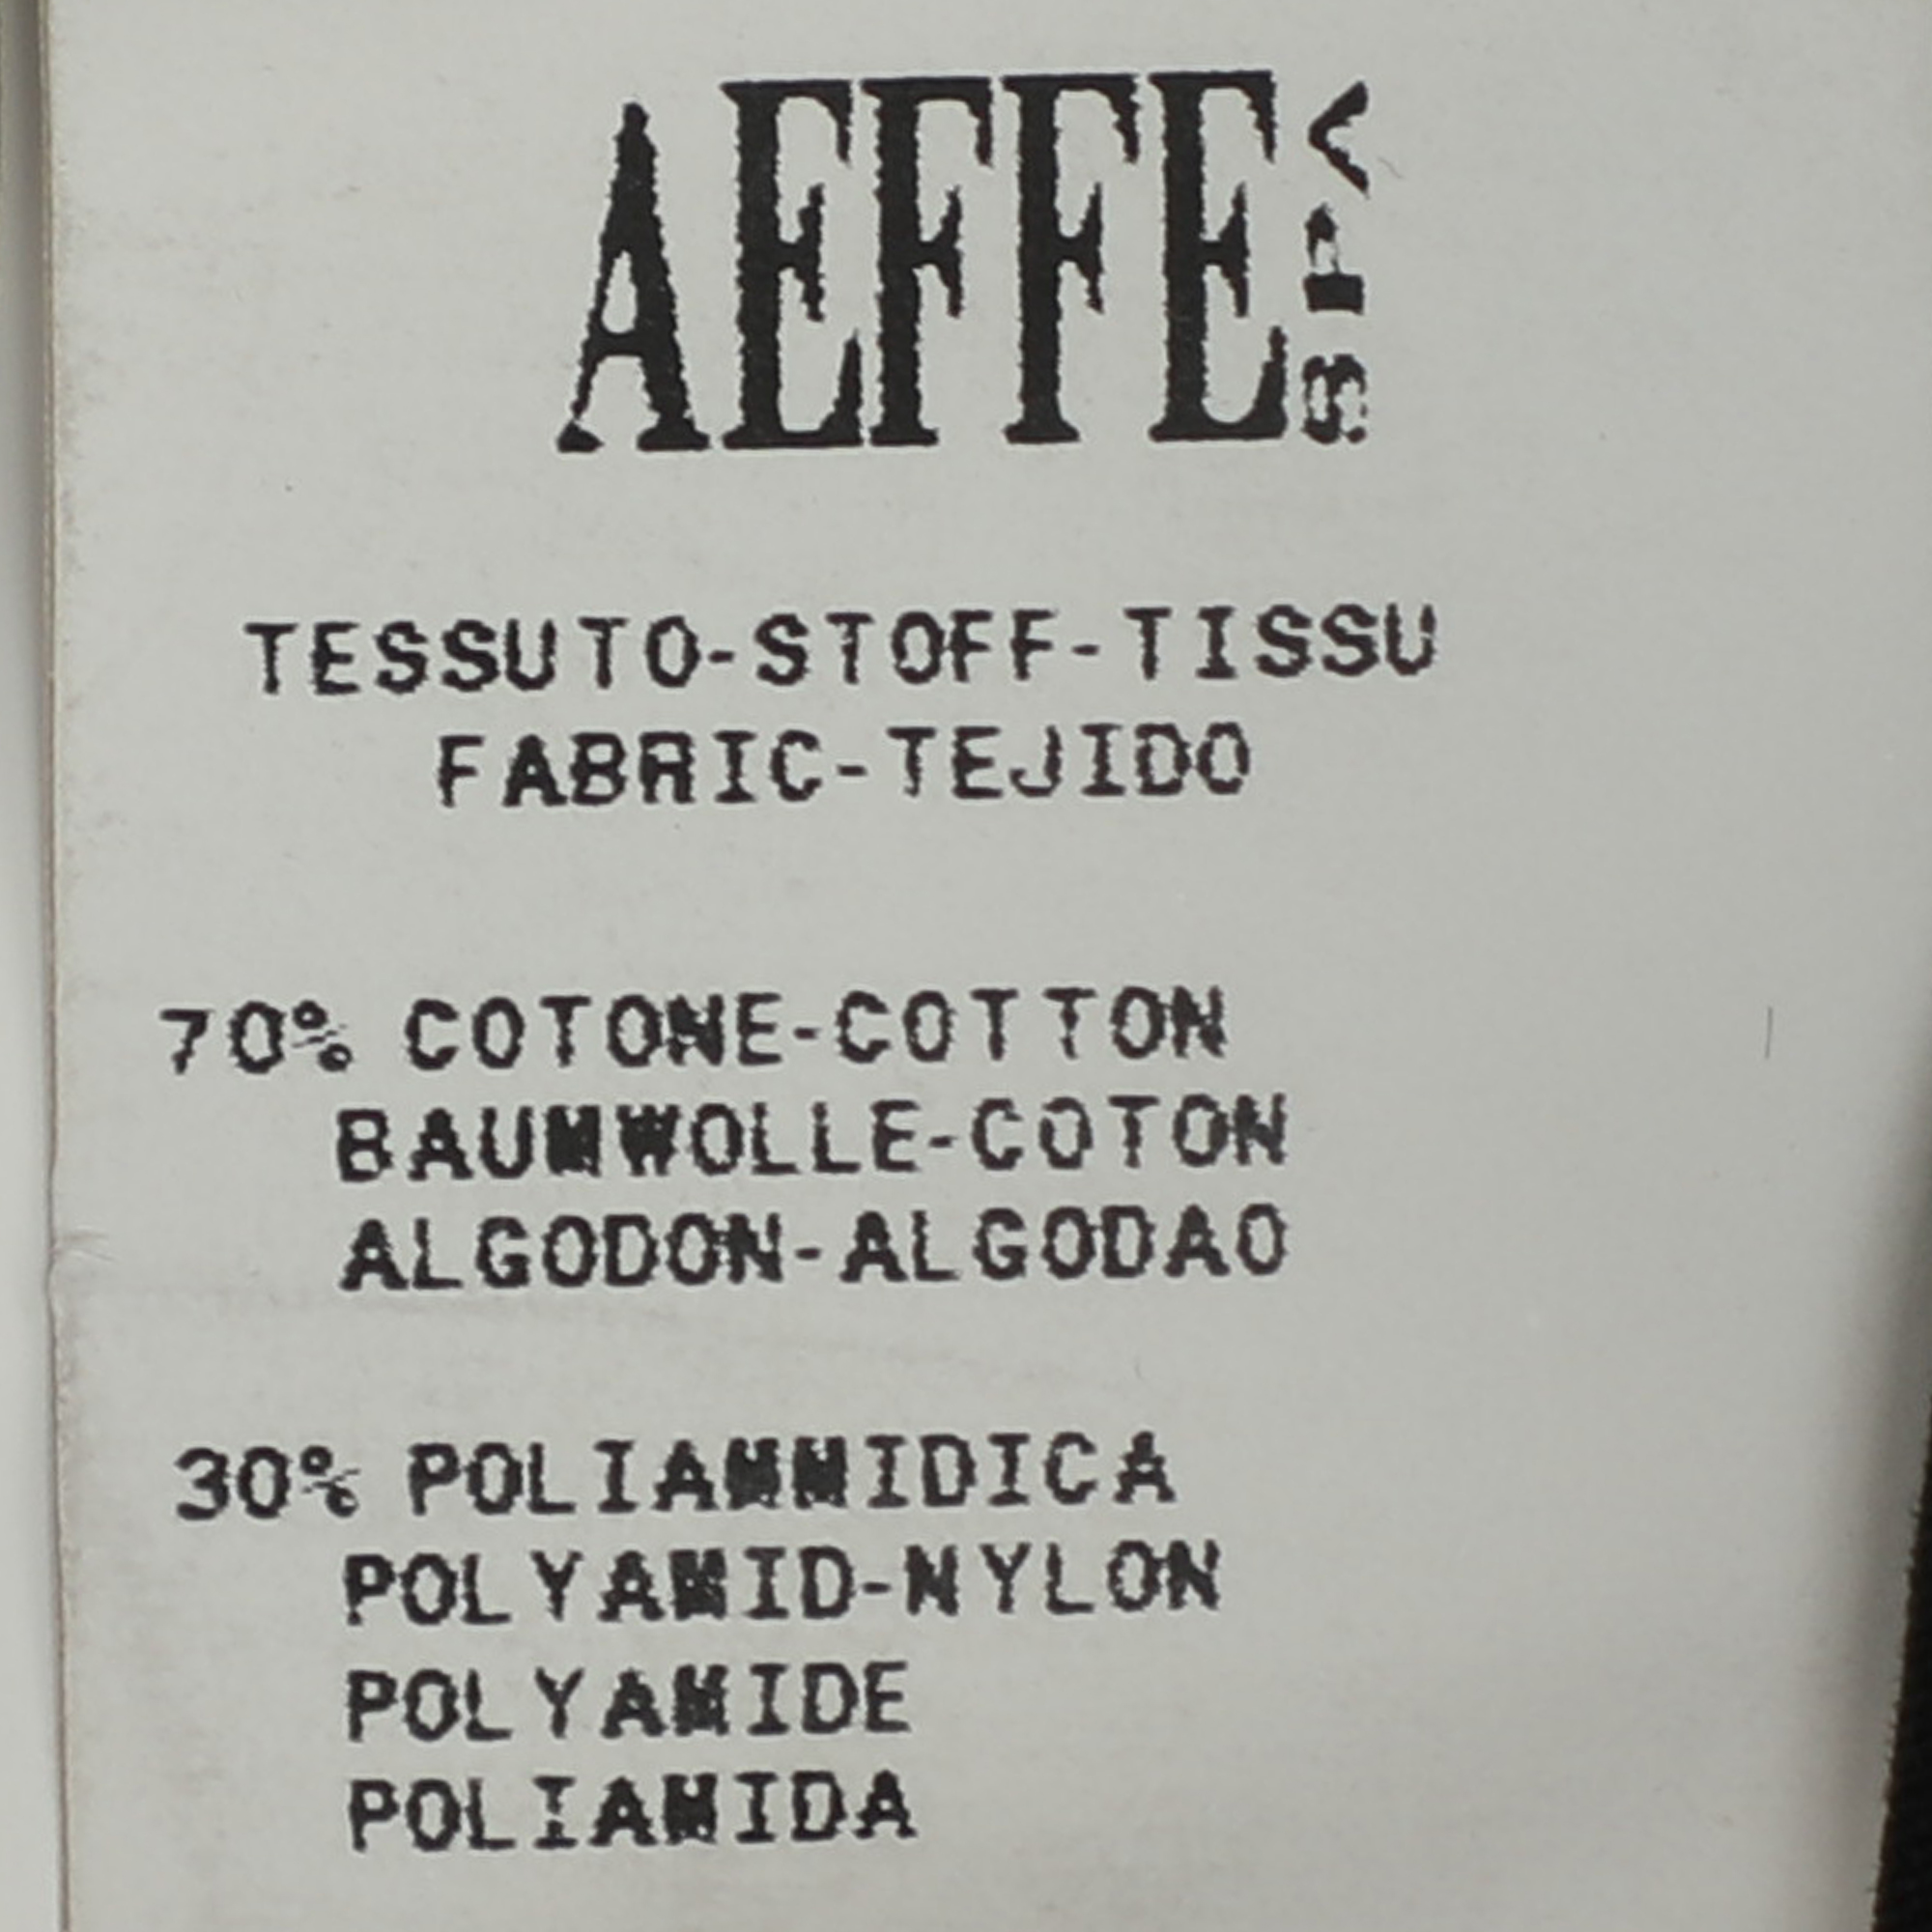 AEFFE SPA
TESSUTO-STOFF-TISSU
FABRIC-TEJIDO
70% COTONE-COTTON
BAUMWOLLE-COTON
ALGODON-ALGODAO
30% POLIAMMIDICA
POLYAMID-NYLON
POLYAMIDE
POLIAMIDA